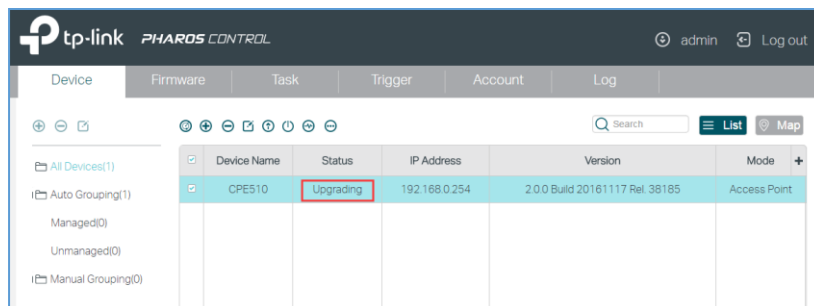 tp-link PHAROS CONTROL admin Log out
Device Firmware Task Trigger Account Log
Search List Map
All Devices(1)
Auto Grouping(1)
Managed(0)
Unmanaged(0)
Manual Grouping(0)
Device Name Status IP Address Version Mode +
CPE510 Upgrading 192.168.0.254 2.0.0 Build 20161117 Rel. 38185 Access Point